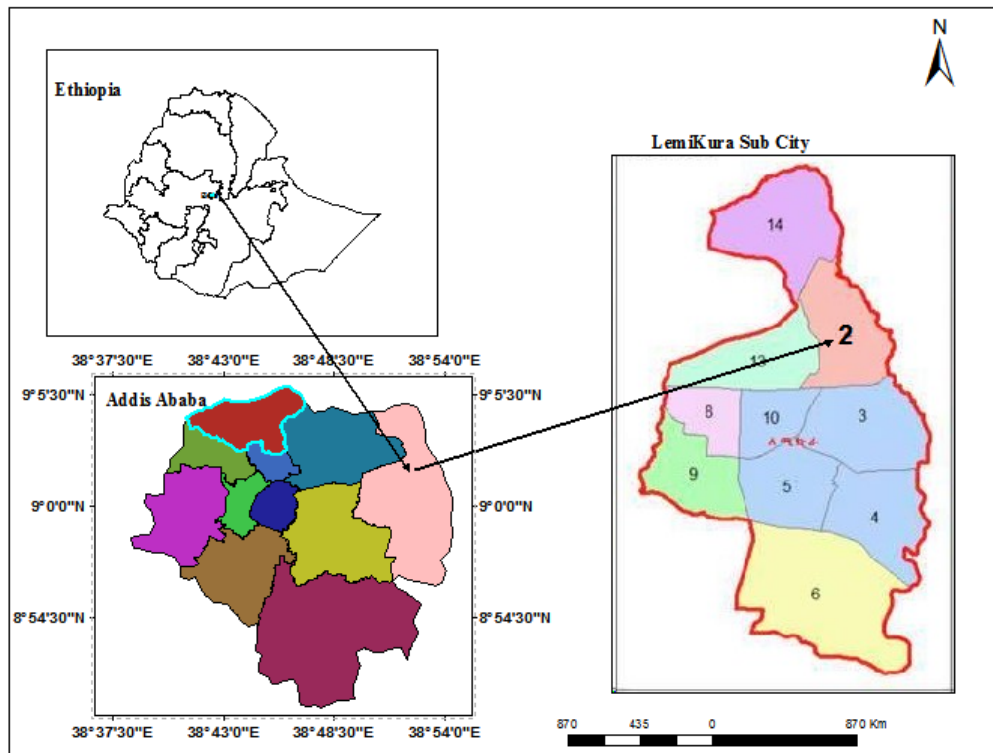 N
Ethiopia
LemiKura Sub City
14
2
13
8
10
3
9
5
4
6
38°37'30"E 38°43'0"E 38°48'30"E 38°54'0"E
Addis Ababa
9°5'30"N 9°5'30"N
9°0'0"N 9°0'0"N
8°54'30"N 8°54'30"N
38°37'30"E 38°43'0"E 38°48'30"E 38°54'0"E
870 435 0 870 Km